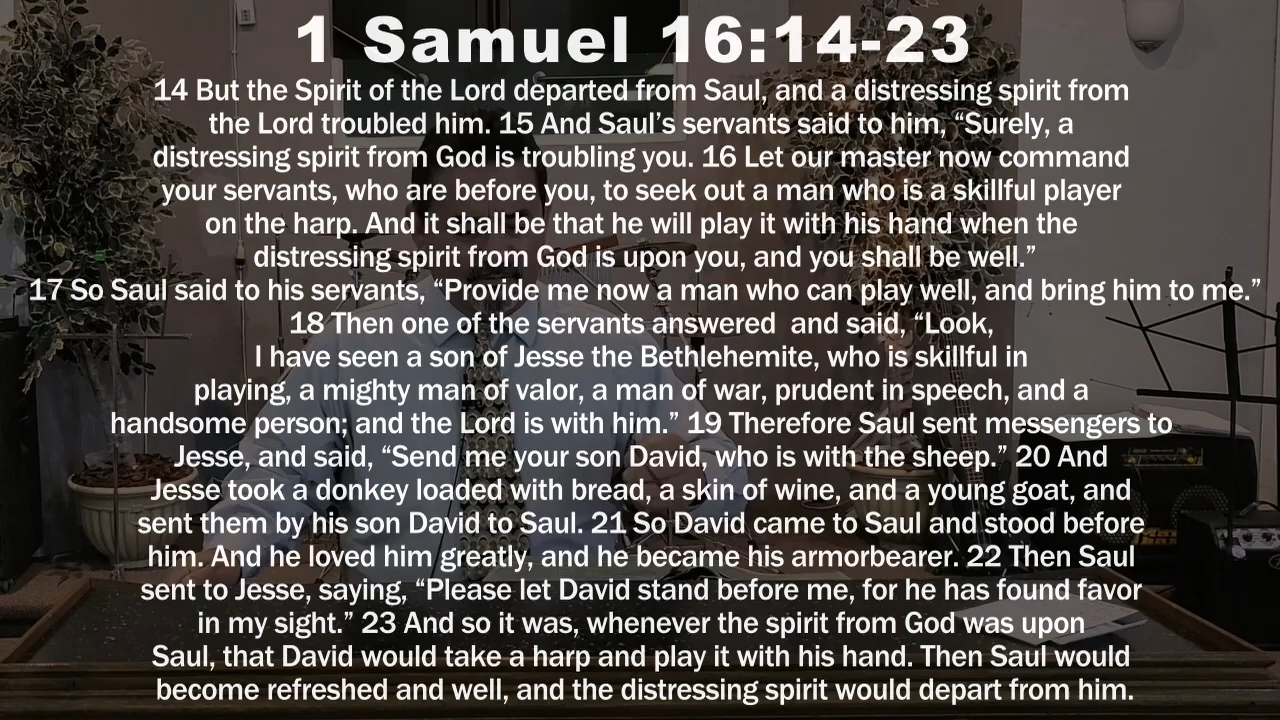 1 Samuel 16:14-23
14 But the Spirit of the Lord departed from Saul, and a distressing spirit from
the Lord troubled him. 15 And Saul’s servants said to him, “Surely, a
distressing spirit from God is troubling you. 16 Let our master now command
your servants, who are before you, to seek out a man who is a skillful player
on the harp. And it shall be that he will play it with his hand when the
distressing spirit from God is upon you, and you shall be well.”
17 So Saul said to his servants, “Provide me now a man who can play well, and bring him to me.”
18 Then one of the servants answered  and said, “Look,
I have seen a son of Jesse the Bethlehemite, who is skillful in
playing, a mighty man of valor, a man of war, prudent in speech, and a
handsome person; and the Lord is with him.” 19 Therefore Saul sent messengers to
Jesse, and said, “Send me your son David, who is with the sheep.” 20 And
Jesse took a donkey loaded with bread, a skin of wine, and a young goat, and
sent them by his son David to Saul. 21 So David came to Saul and stood before
him. And he loved him greatly, and he became his armorbearer. 22 Then Saul
sent to Jesse, saying, “Please let David stand before me, for he has found favor
in my sight.” 23 And so it was, whenever the spirit from God was upon
Saul, that David would take a harp and play it with his hand. Then Saul would
become refreshed and well, and the distressing spirit would depart from him.